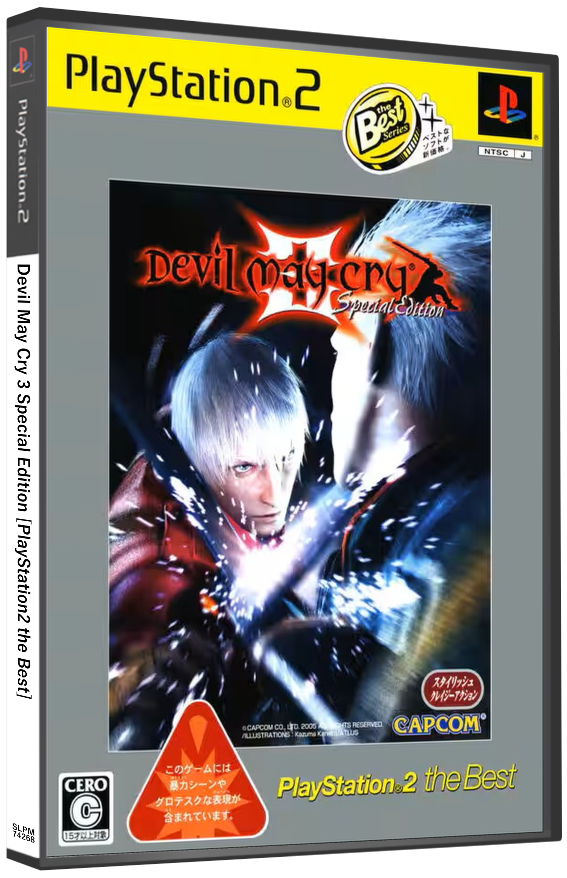 PlayStation®2
the
Best
Series
ベストな
ソフトが
新価格。
NTSC J
PlayStation®2
Devil May Cry 3 Special Edition [PlayStation2 the Best]
SLPM
74268
Devil may cry®
3
Special Edition
スタイリッシュ
クレイジーアクション
©CAPCOM CO., LTD. 2005 ALL RIGHTS RESERVED.
CAPCOM®
このゲームには
暴力シーンや
グロテスクな表現が
含まれています。
CERO
C
15才以上対象
PlayStation®2 the Best